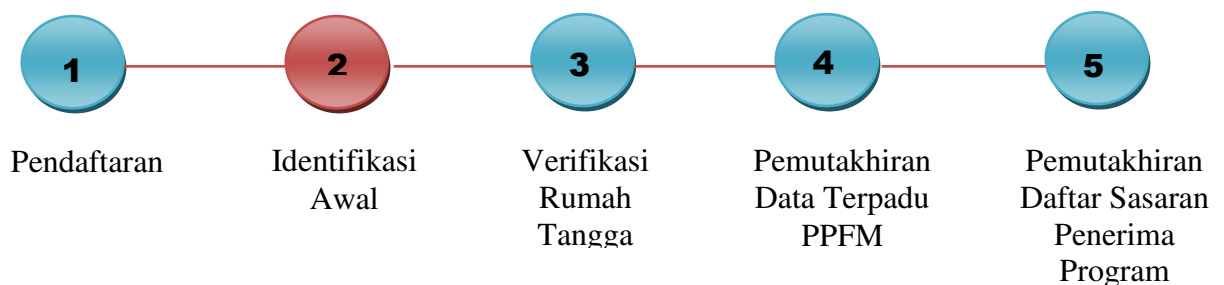 1
2
3
4
5
Pendaftaran
Identifikasi
Awal
Verifikasi
Rumah
Tangga
Pemutakhiran
Data Terpadu
PPFM
Pemutakhiran
Daftar Sasaran
Penerima
Program